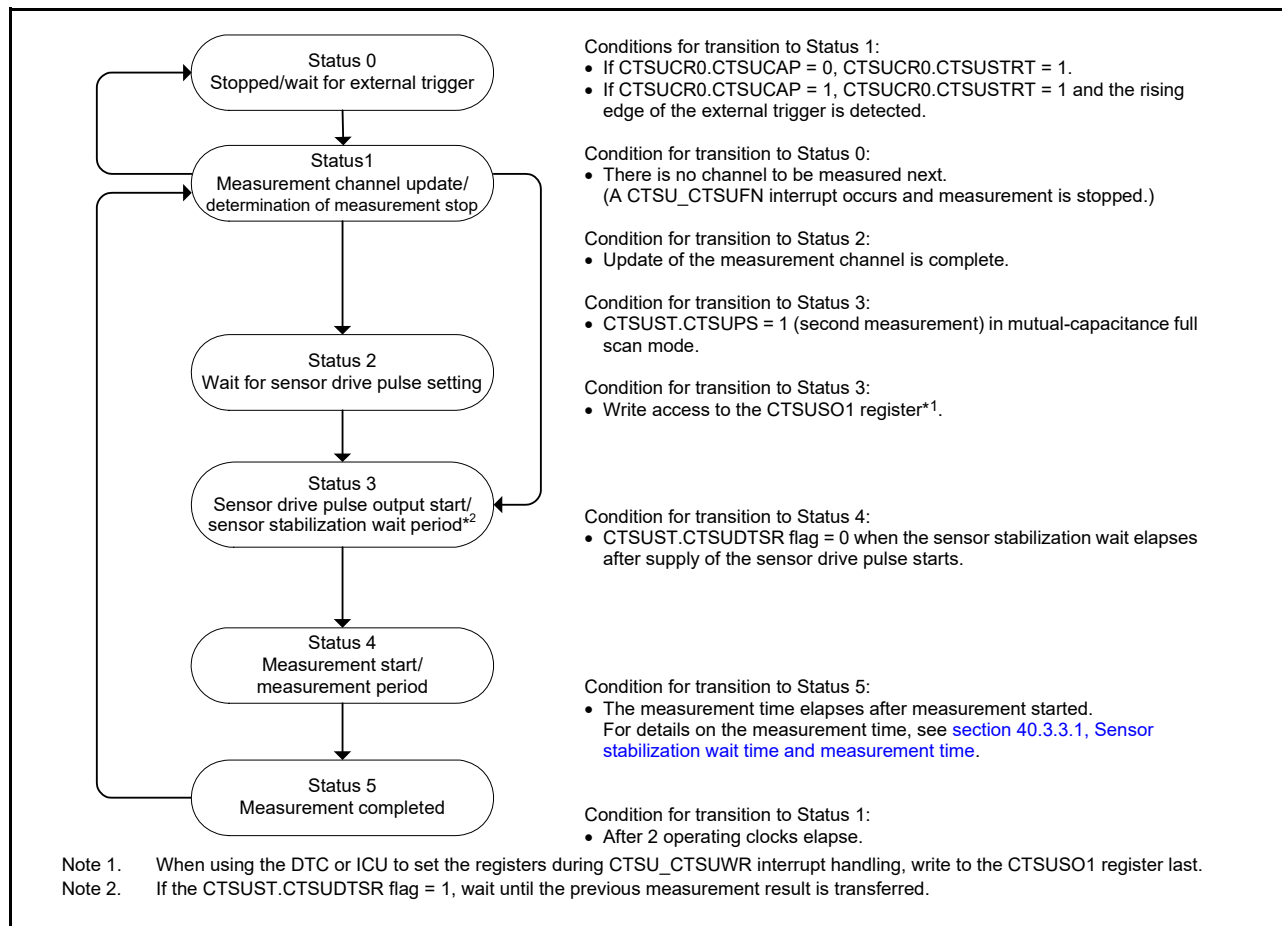 Status 0
Stopped/wait for external trigger
Status1
Measurement channel update/
determination of measurement stop
Status 2
Wait for sensor drive pulse setting
Status 3
Sensor drive pulse output start/
sensor stabilization wait period*2
Status 4
Measurement start/
measurement period
Status 5
Measurement completed
Conditions for transition to Status 1:
• If CTSUCR0.CTSUCAP = 0, CTSUCR0.CTSUSTRT = 1.
• If CTSUCR0.CTSUCAP = 1, CTSUCR0.CTSUSTRT = 1 and the rising
edge of the external trigger is detected.
Condition for transition to Status 0:
• There is no channel to be measured next.
(A CTSU_CTSUFN interrupt occurs and measurement is stopped.)
Condition for transition to Status 2:
• Update of the measurement channel is complete.
Condition for transition to Status 3:
• CTSUST.CTSUPS = 1 (second measurement) in mutual-capacitance full
scan mode.
Condition for transition to Status 3:
• Write access to the CTSUSO1 register*1.
Condition for transition to Status 4:
• CTSUST.CTSUDTSR flag = 0 when the sensor stabilization wait elapses
after supply of the sensor drive pulse starts.
Condition for transition to Status 5:
• The measurement time elapses after measurement started.
For details on the measurement time, see section 40.3.3.1, Sensor
stabilization wait time and measurement time.
Condition for transition to Status 1:
• After 2 operating clocks elapse.
Note 1. When using the DTC or ICU to set the registers during CTSU_CTSUWR interrupt handling, write to the CTSUSO1 register last.
Note 2. If the CTSUST.CTSUDTSR flag = 1, wait until the previous measurement result is transferred.